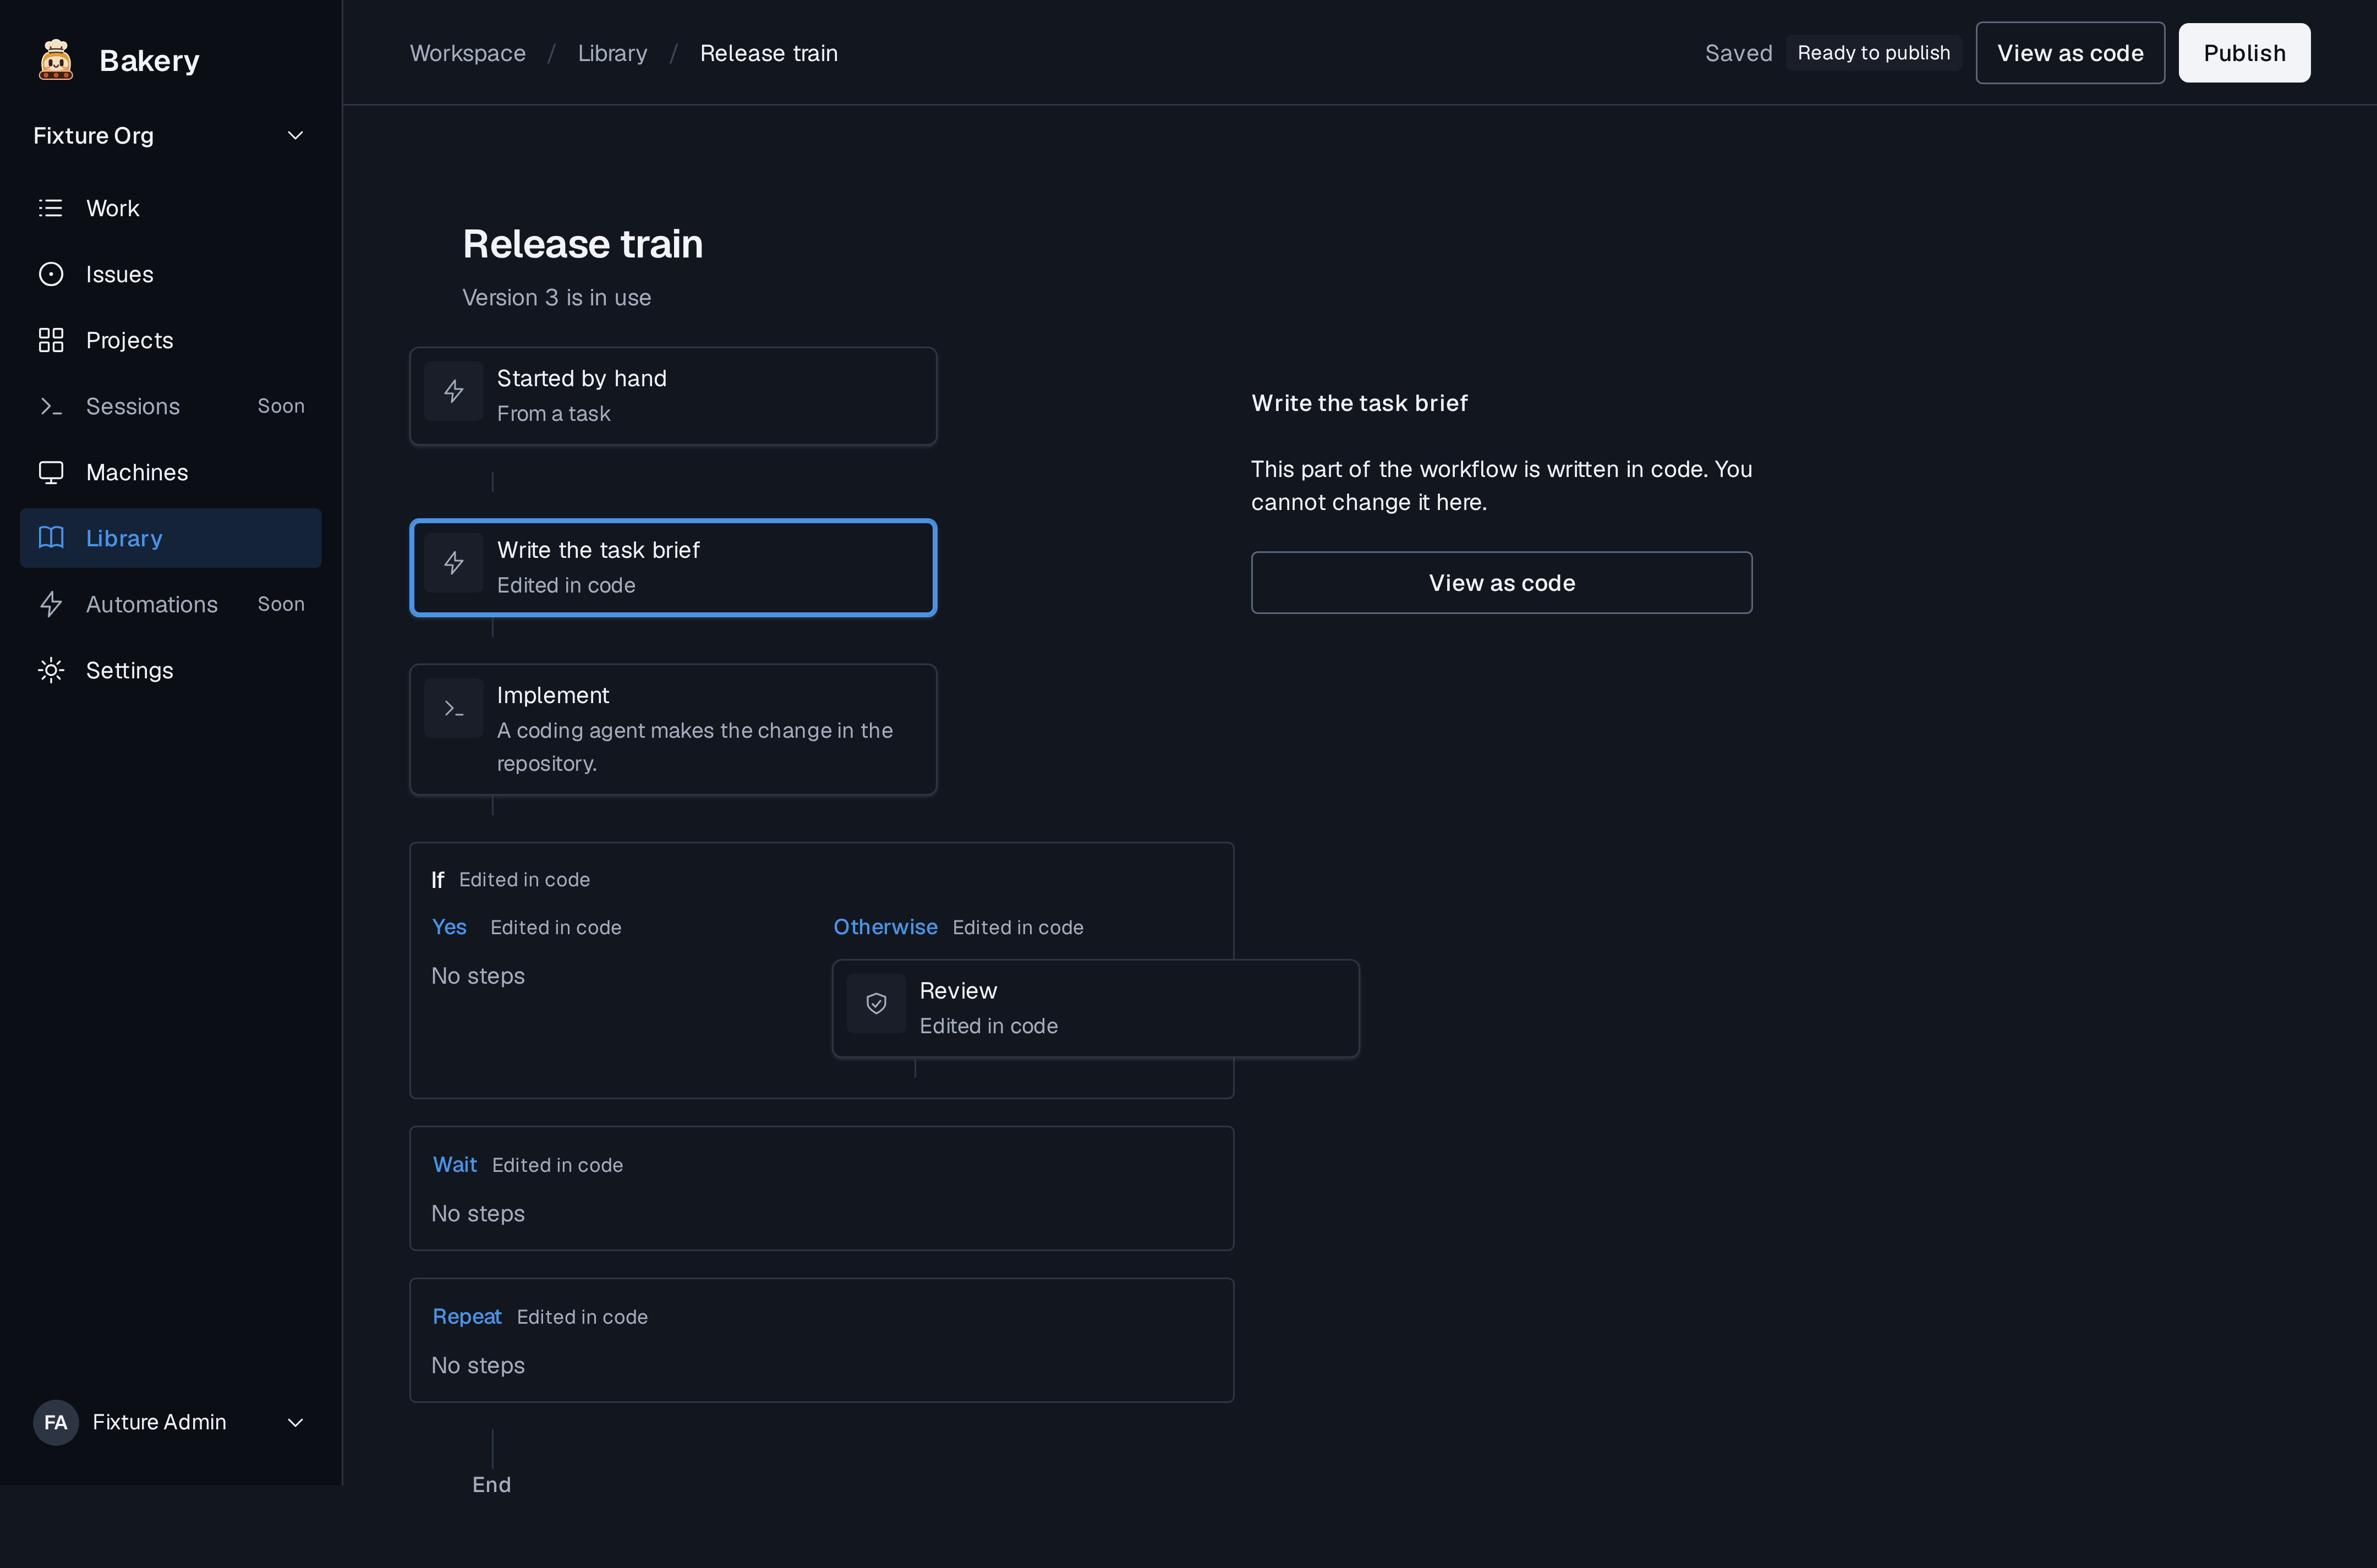 Bakery
Fixture Org
Work
Issues
Projects
Sessions Soon
Machines
Library
Automations Soon
Settings
FA Fixture Admin
Workspace / Library / Release train
Saved Ready to publish View as code Publish
Release train
Version 3 is in use
Started by hand
From a task
Write the task brief
Edited in code
Implement
A coding agent makes the change in the
repository.
If Edited in code
Yes Edited in code
No steps
Otherwise Edited in code
Review
Edited in code
Wait Edited in code
No steps
Repeat Edited in code
No steps
End
Write the task brief
This part of the workflow is written in code. You
cannot change it here.
View as code